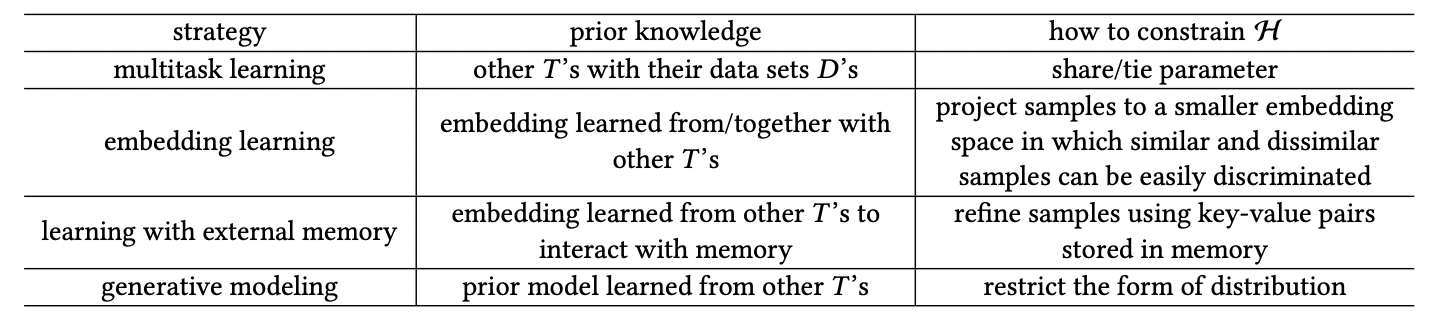 strategy
prior knowledge
how to constrain ℋ
multitask learning
other T's with their data sets D's
share/tie parameter
embedding learning
embedding learned from/together with
other T's
project samples to a smaller embedding
space in which similar and dissimilar
samples can be easily discriminated
learning with external memory
embedding learned from other T's to
interact with memory
refine samples using key-value pairs
stored in memory
generative modeling
prior model learned from other T's
restrict the form of distribution